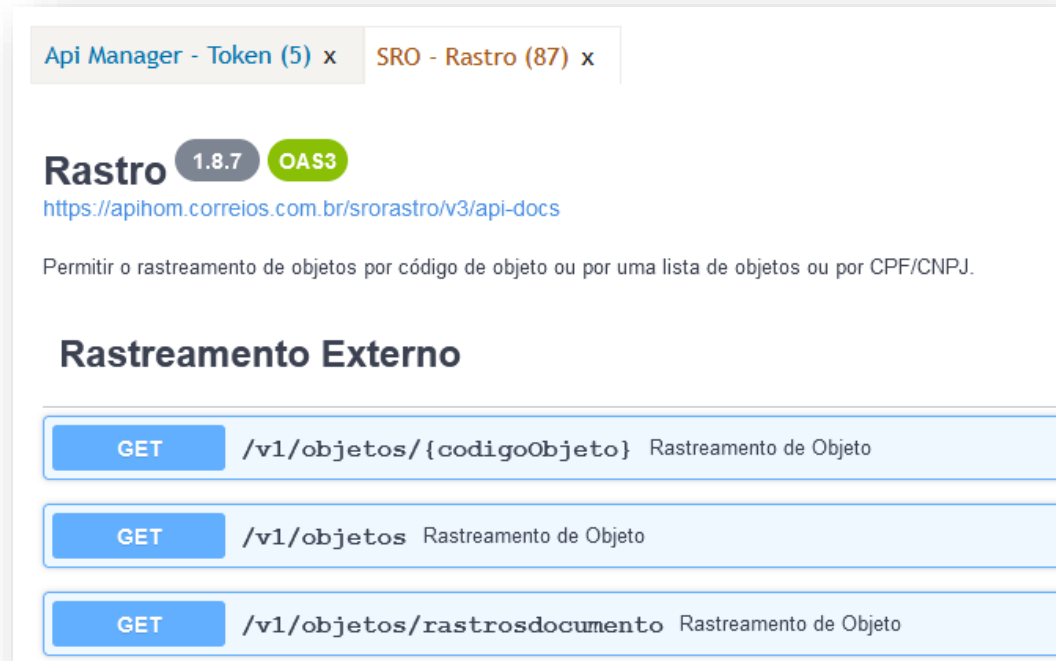 Api Manager - Token (5) x SRO - Rastro (87) x
Rastro 1.8.7 OAS3
https://apihom.correios.com.br/srorastro/v3/api-docs
Permitir o rastreamento de objetos por código de objeto ou por uma lista de objetos ou por CPF/CNPJ.
Rastreamento Externo
GET /v1/objetos/{codigoObjeto} Rastreamento de Objeto
GET /v1/objetos Rastreamento de Objeto
GET /v1/objetos/rastrosdocumento Rastreamento de Objeto